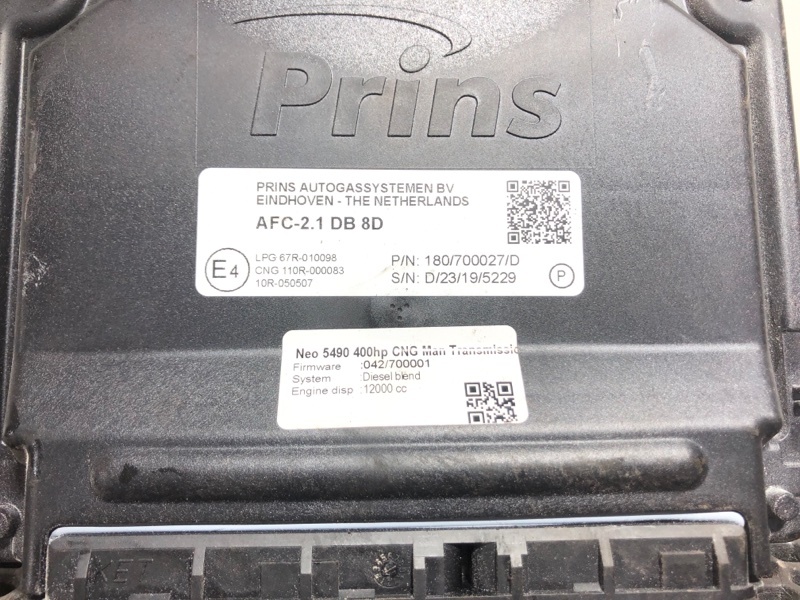 Prins
PRINS AUTOGASSYSTEMEN BV
EINDHOVEN - THE NETHERLANDS
AFC-2.1 DB 8D
E4
LPG 67R-010098
CNG 110R-000083
10R-050507
P/N: 180/700027/D
S/N: D/23/19/5229
P
Neo 5490 400hp CNG Man Transmissio
Firmware :042/700001
System :Diesel blend
Engine disp :12000 cc
KET